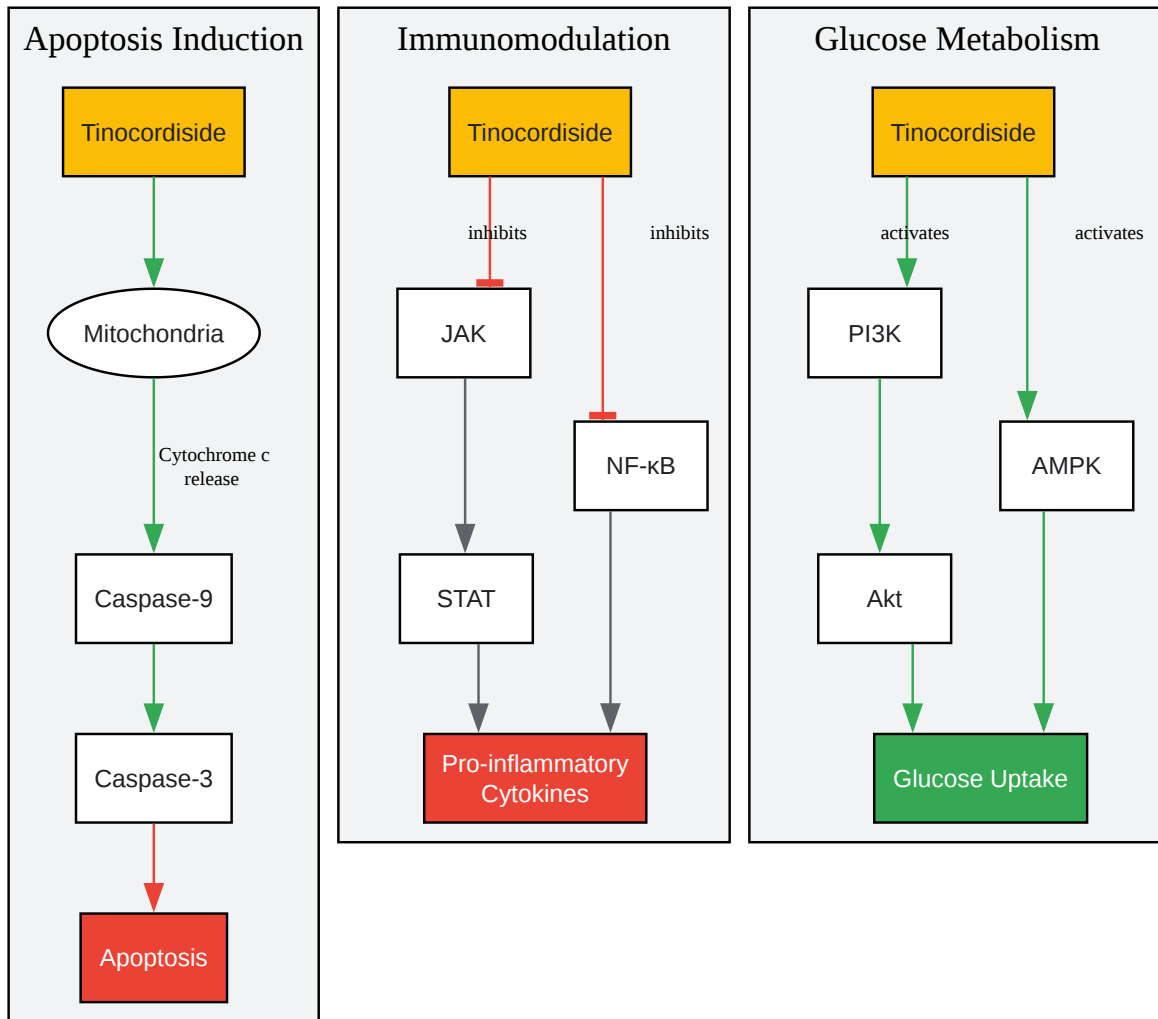 Apoptosis Induction
Tinocordiside
Mitochondria
Cytochrome c
release
Caspase-9
Caspase-3
Apoptosis
Immunomodulation
Tinocordiside
inhibits
inhibits
JAK
NF-κB
STAT
Pro-inflammatory
Cytokines
Glucose Metabolism
Tinocordiside
activates
activates
PI3K
AMPK
Akt
Glucose Uptake